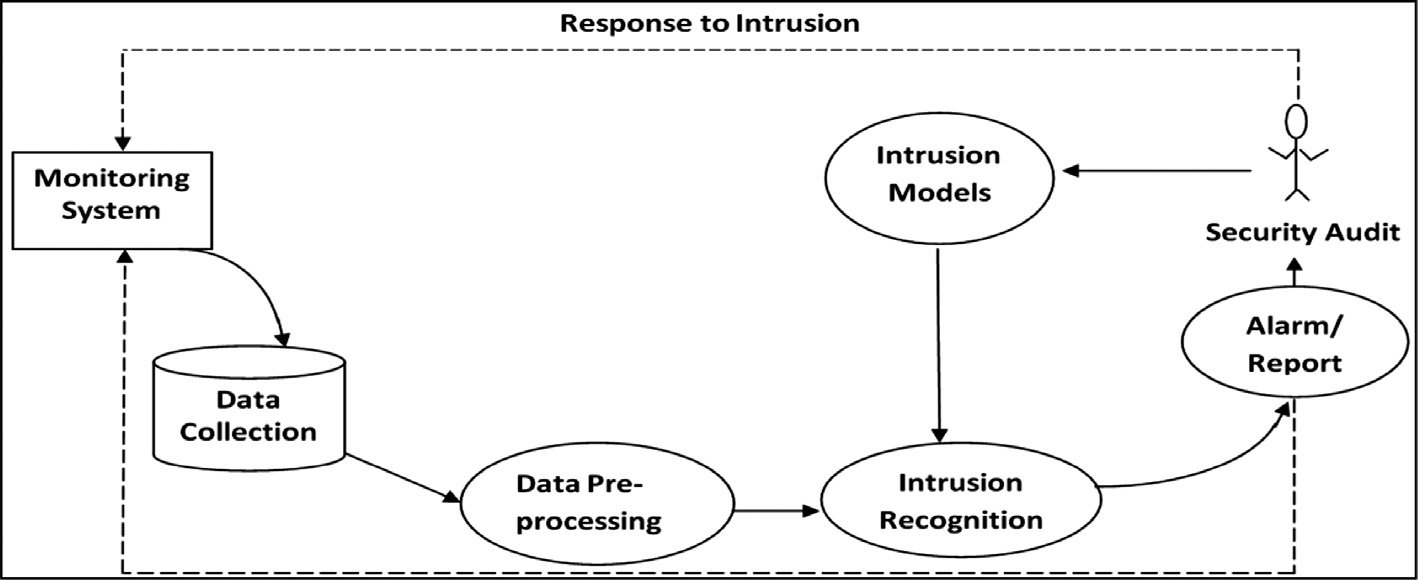 Response to Intrusion
Monitoring
System
Intrusion
Models
Security Audit
Alarm/
Report
Data
Collection
Data Pre-
processing
Intrusion
Recognition